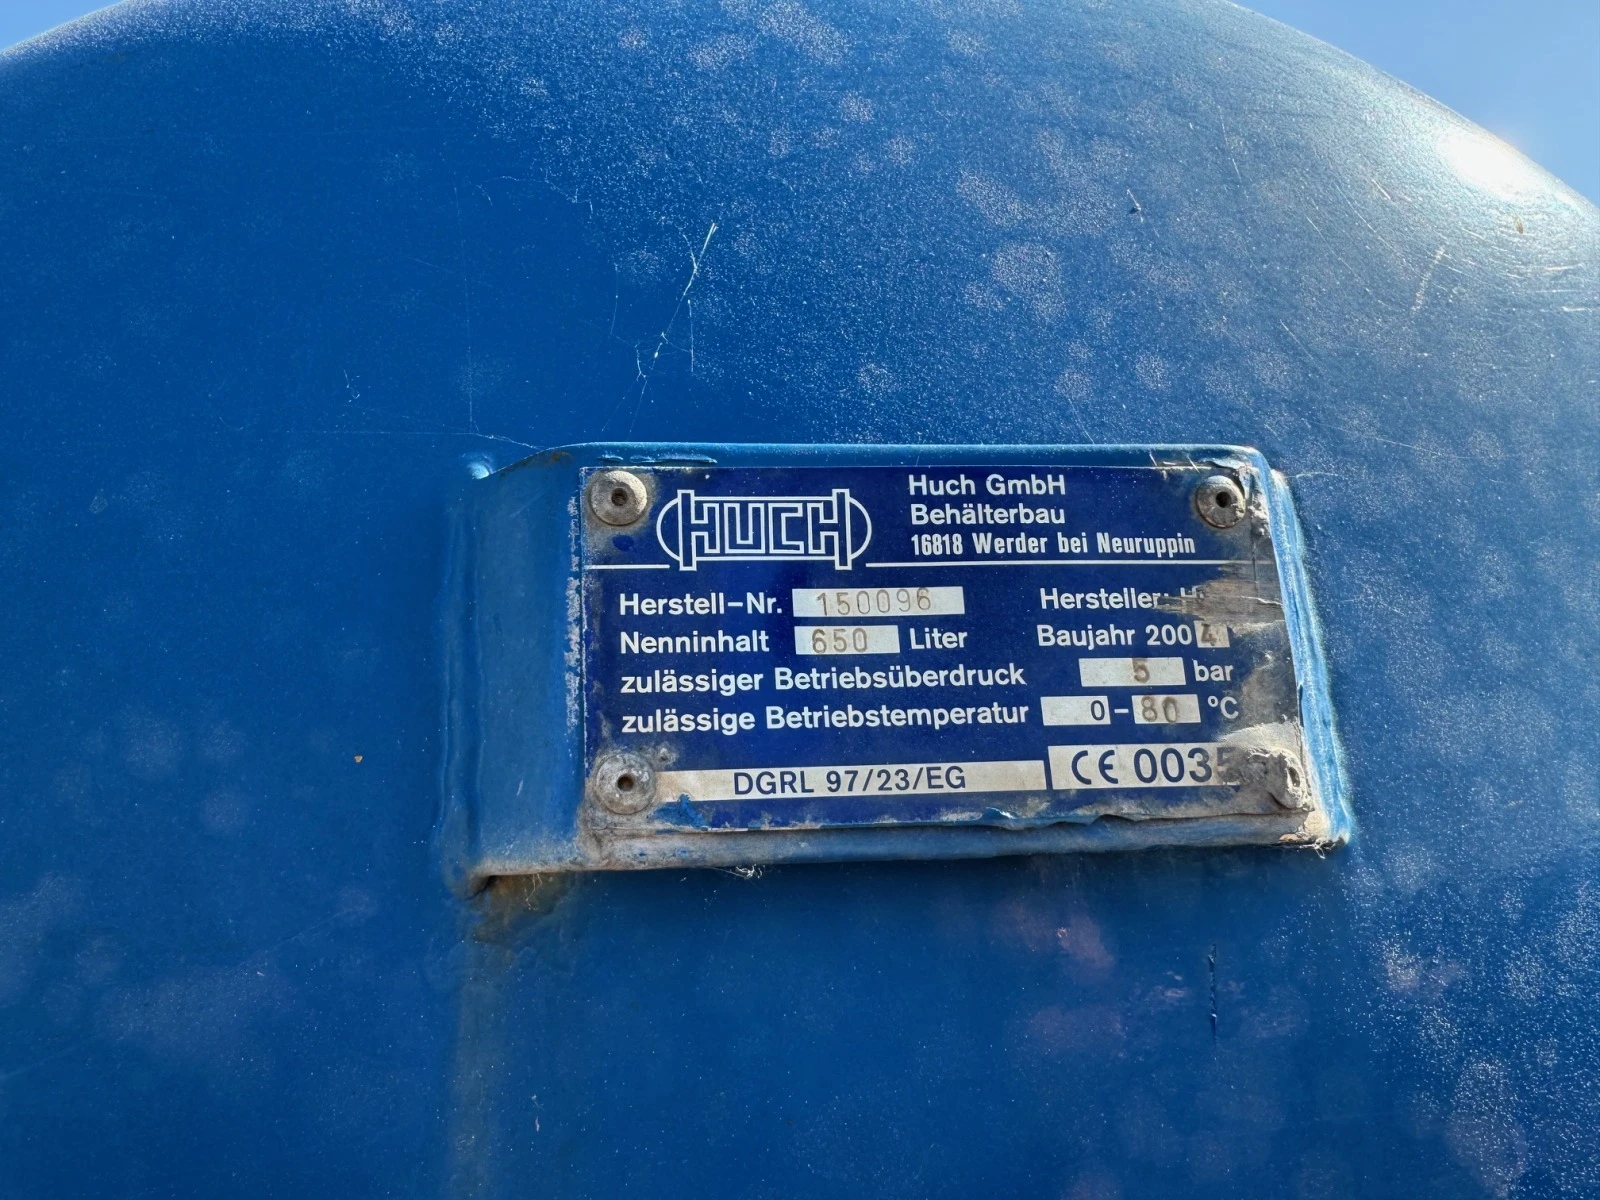 HUCH
Huch GmbH
Behälterbau
16818 Werder bei Neuruppin
Herstell-Nr. 150096 Hersteller:
Nenninhalt 650 Liter Baujahr 2004
zulässiger Betriebsüberdruck 5 bar
zulässige Betriebstemperatur 0-80 °C
DGRL 97/23/EG CE 0035